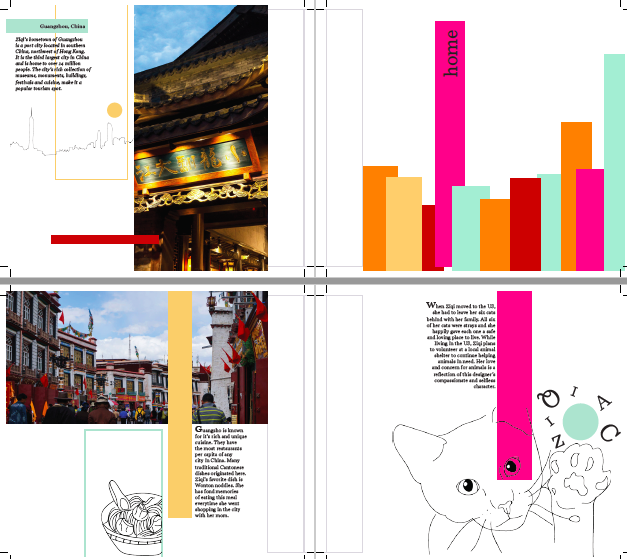 Guangzhou, China
Ziqi's hometown of Guangzhou
is a port city located in southern
China, northwest of Hong Kong.
It is the third largest city in China
and is home to over 14 million
people. The city's rich collection of
museums, monuments, buildings,
festivals and cuisine, make it a
popular tourism spot.
home
Guangzho is known
for it's rich and unique
cuisine. They have
the most restaurants
per capita of any
city in China. Many
traditional Cantonese
dishes originated here.
Ziqi's favorite dish is
Wonton noddles. She
has fond memories
of eating this meal
everytime she went
shopping in the city
with her mom.
When Ziqi moved to the US,
she had to leave her six cats
behind with her family. All six
of her cats were strays and she
happily gave each one a safe
and loving place to live. While
living in the US, Ziqi plans
to volunteer at a local animal
shelter to continue helping
animals in need. Her love
and concern for animals is a
reflection of this designer's
compassionate and selfless
character.
Z I Q I A C